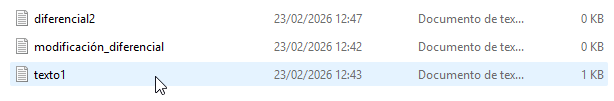 diferencial2 23/02/2026 12:47 Documento de tex... 0 KB
modificación_diferencial 23/02/2026 12:42 Documento de tex... 0 KB
texto1 23/02/2026 12:43 Documento de tex... 1 KB